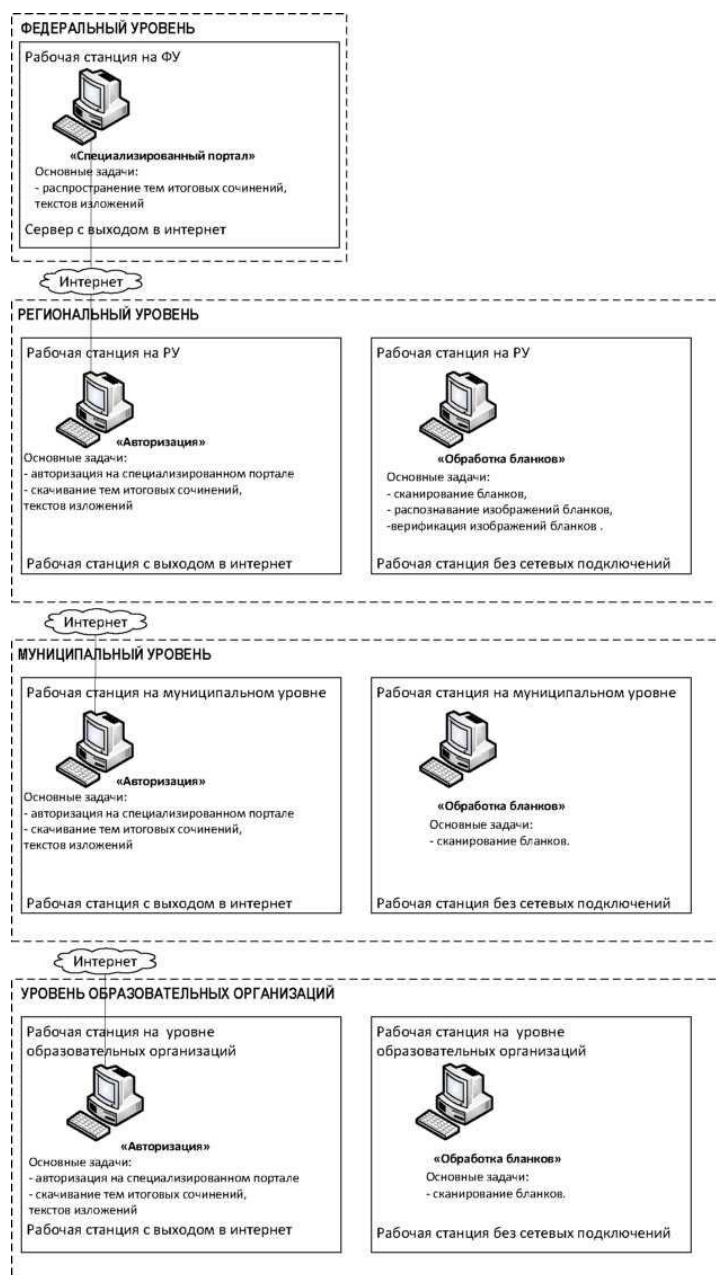 ФЕДЕРАЛЬНЫЙ УРОВЕНЬ
Рабочая станция на ФУ
«Специализированный портал»
Основные задачи:
- распространение тем итоговых сочинений,
текстов изложений
Сервер с выходом в интернет
Интернет
РЕГИОНАЛЬНЫЙ УРОВЕНЬ
Рабочая станция на РУ
«Авторизация»
Основные задачи:
- авторизация на специализированном портале
- скачивание тем итоговых сочинений,
текстов изложений
Рабочая станция с выходом в интернет
Рабочая станция на РУ
«Обработка бланков»
Основные задачи:
- сканирование бланков,
- распознавание изображений бланков,
-верификация изображений бланков .
Рабочая станция без сетевых подключений
Интернет
МУНИЦИПАЛЬНЫЙ УРОВЕНЬ
Рабочая станция на муниципальном уровне
«Авторизация»
Основные задачи:
- авторизация на специализированном портале
- скачивание тем итоговых сочинений,
текстов изложений
Рабочая станция с выходом в интернет
Рабочая станция на муниципальном уровне
«Обработка бланков»
Основные задачи:
- сканирование бланков.
Рабочая станция без сетевых подключений
Интернет
УРОВЕНЬ ОБРАЗОВАТЕЛЬНЫХ ОРГАНИЗАЦИЙ
Рабочая станция на уровне
образовательных организаций
«Авторизация»
Основные задачи:
- авторизация на специализированном портале
- скачивание тем итоговых сочинений,
текстов изложений
Рабочая станция с выходом в интернет
Рабочая станция на уровне
образовательных организаций
«Обработка бланков»
Основные задачи:
- сканирование бланков.
Рабочая станция без сетевых подключений